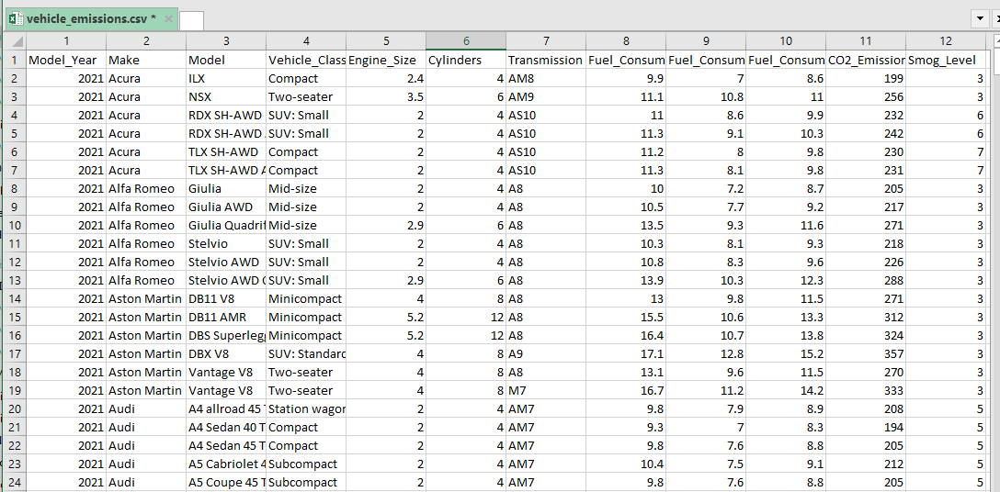 vehicle_emissions.csv *
1 2 3 4 5 6 7 8 9 10 11 12
1 Model_Year Make Model Vehicle_Class Engine_Size Cylinders Transmission Fuel_Consum Fuel_Consum Fuel_Consum CO2_Emission Smog_Level
2 2021 Acura ILX Compact 2.4 4 AM8 9.9 7 8.6 199 3
3 2021 Acura NSX Two-seater 3.5 6 AM9 11.1 10.8 11 256 3
4 2021 Acura RDX SH-AWD SUV: Small 2 4 AS10 11 8.6 9.9 232 6
5 2021 Acura RDX SH-AWD SUV: Small 2 4 AS10 11.3 9.1 10.3 242 6
6 2021 Acura TLX SH-AWD Compact 2 4 AS10 11.2 8 9.8 230 7
7 2021 Acura TLX SH-AWD A Compact 2 4 AS10 11.3 8.1 9.8 231 7
8 2021 Alfa Romeo Giulia Mid-size 2 4 A8 10 7.2 8.7 205 3
9 2021 Alfa Romeo Giulia AWD Mid-size 2 4 A8 10.5 7.7 9.2 217 3
10 2021 Alfa Romeo Giulia Quadrif Mid-size 2.9 6 A8 13.5 9.3 11.6 271 3
11 2021 Alfa Romeo Stelvio SUV: Small 2 4 A8 10.3 8.1 9.3 218 3
12 2021 Alfa Romeo Stelvio AWD SUV: Small 2 4 A8 10.8 8.3 9.6 226 3
13 2021 Alfa Romeo Stelvio AWD Q SUV: Small 2.9 6 A8 13.9 10.3 12.3 288 3
14 2021 Aston Martin DB11 V8 Minicompact 4 8 A8 13 9.8 11.5 271 3
15 2021 Aston Martin DB11 AMR Minicompact 5.2 12 A8 15.5 10.6 13.3 312 3
16 2021 Aston Martin DBS Superleg Minicompact 5.2 12 A8 16.4 10.7 13.8 324 3
17 2021 Aston Martin DBX V8 SUV: Standard 4 8 A9 17.1 12.8 15.2 357 3
18 2021 Aston Martin Vantage V8 Two-seater 4 8 A8 13.1 9.6 11.5 270 3
19 2021 Aston Martin Vantage V8 Two-seater 4 8 M7 16.7 11.2 14.2 333 3
20 2021 Audi A4 allroad 45 T Station wagon 2 4 AM7 9.8 7.9 8.9 208 5
21 2021 Audi A4 Sedan 40 T Compact 2 4 AM7 9.3 7 8.3 194 5
22 2021 Audi A4 Sedan 45 T Compact 2 4 AM7 9.8 7.6 8.8 205 5
23 2021 Audi A5 Cabriolet 4 Subcompact 2 4 AM7 10.4 7.5 9.1 212 5
24 2021 Audi A5 Coupe 45 T Subcompact 2 4 AM7 9.8 7.6 8.8 205 5